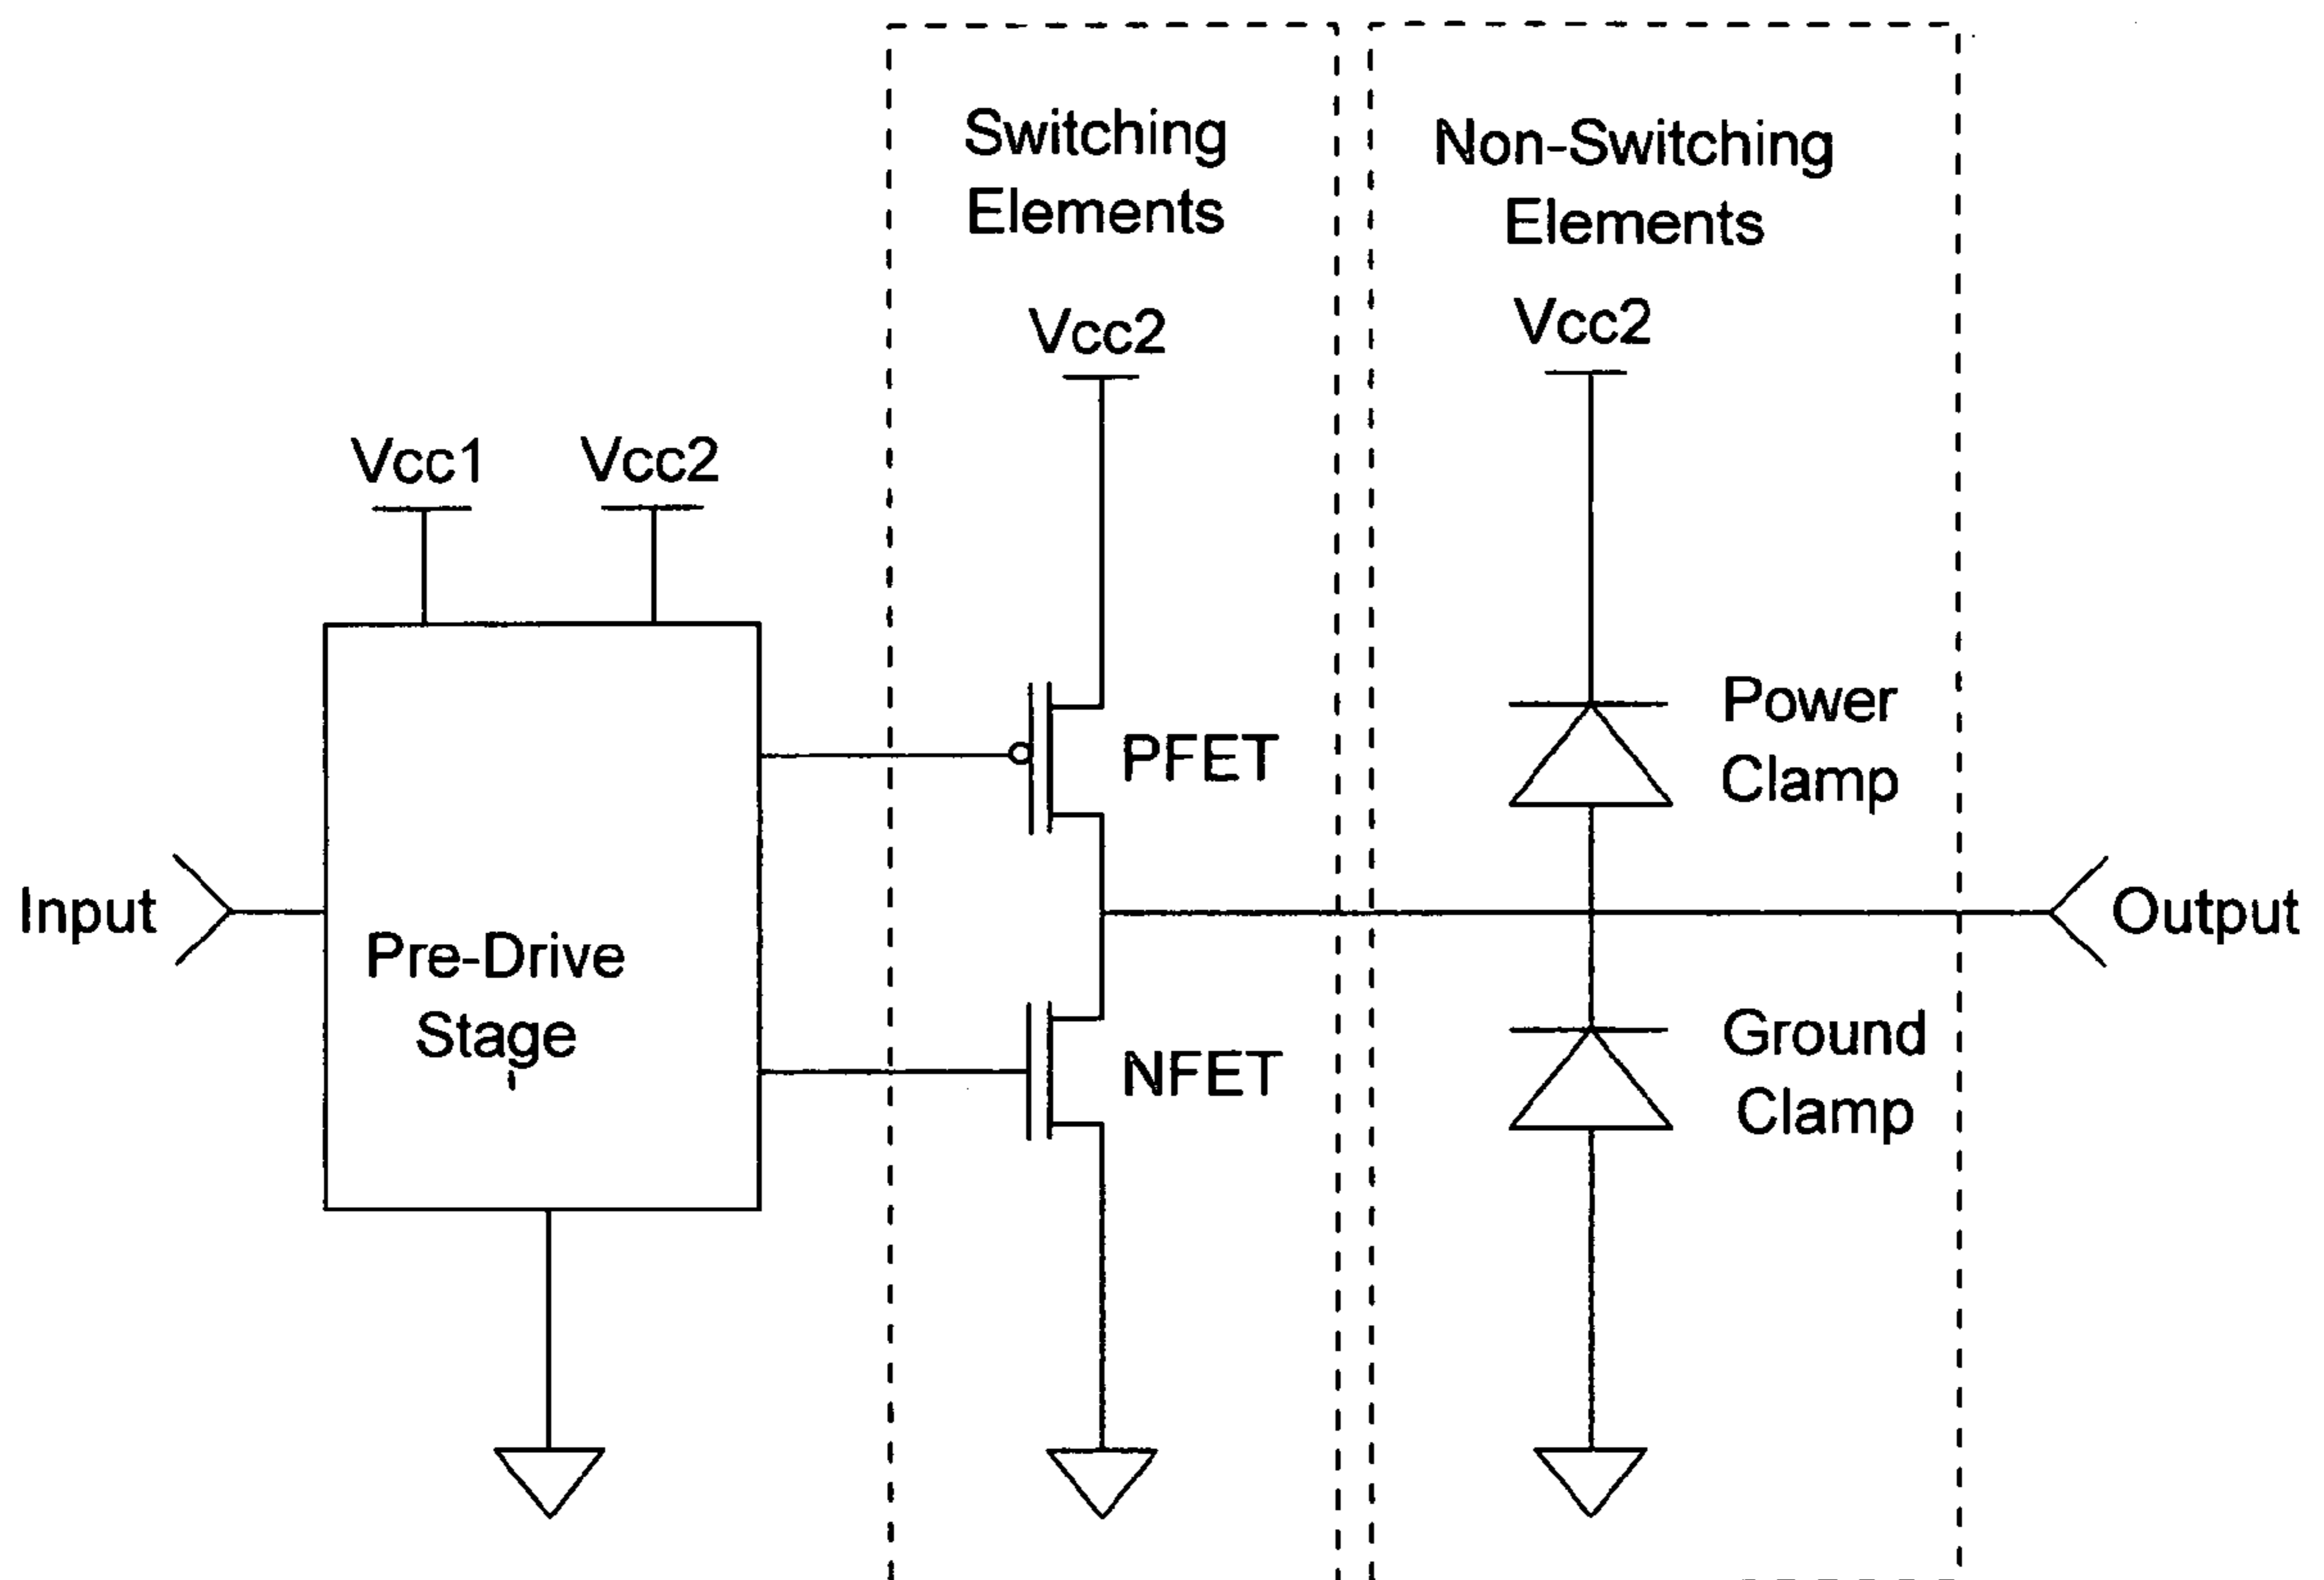 Switching
Elements
Non-Switching
Elements
Vcc2
Vcc2
Vcc1
Vcc2
PFET
Power
Clamp
Input
Pre-Drive
Stage
Output
NFET
Ground
Clamp